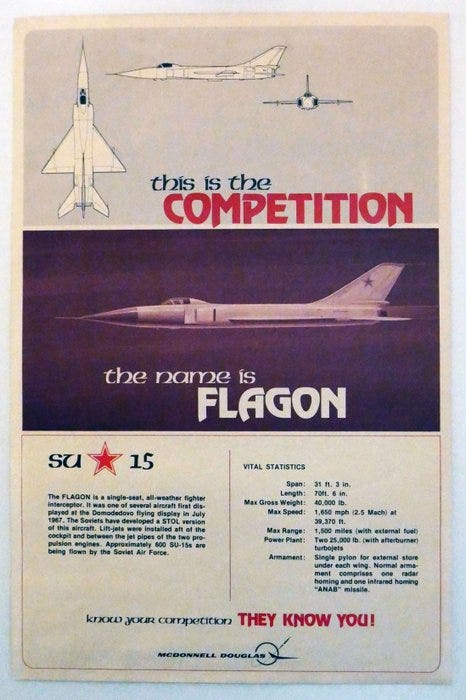 this is the
COMPETITION
the name is
FLAGON
SU 15
The FLAGON is a single-seat, all-weather fighter
interceptor. It was one of several aircraft first dis-
played at the Domodedovo flying display in July
1967. The Soviets have developed a STOL version
of this aircraft. Lift-jets were installed aft of the
cockpit and between the jet pipes of the two pro-
pulsion engines. Approximately 600 SU-15s are
being flown by the Soviet Air Force.
VITAL STATISTICS
Span: 31 ft. 3 in.
Length: 70ft. 6 in.
Max Gross Weight: 40,000 lb.
Max Speed: 1,650 mph (2.5 Mach) at
39,370 ft.
Max Range: 1,500 miles (with external fuel)
Power Plant: Two 25,000 lb. (with afterburner)
turbojets
Armament: Single pylon for external store
under each wing. Normal arma-
ment comprises one radar
homing and one infrared homing
"ANAB" missile.
know your competition THEY KNOW YOU!
MCDONNELL DOUGLAS